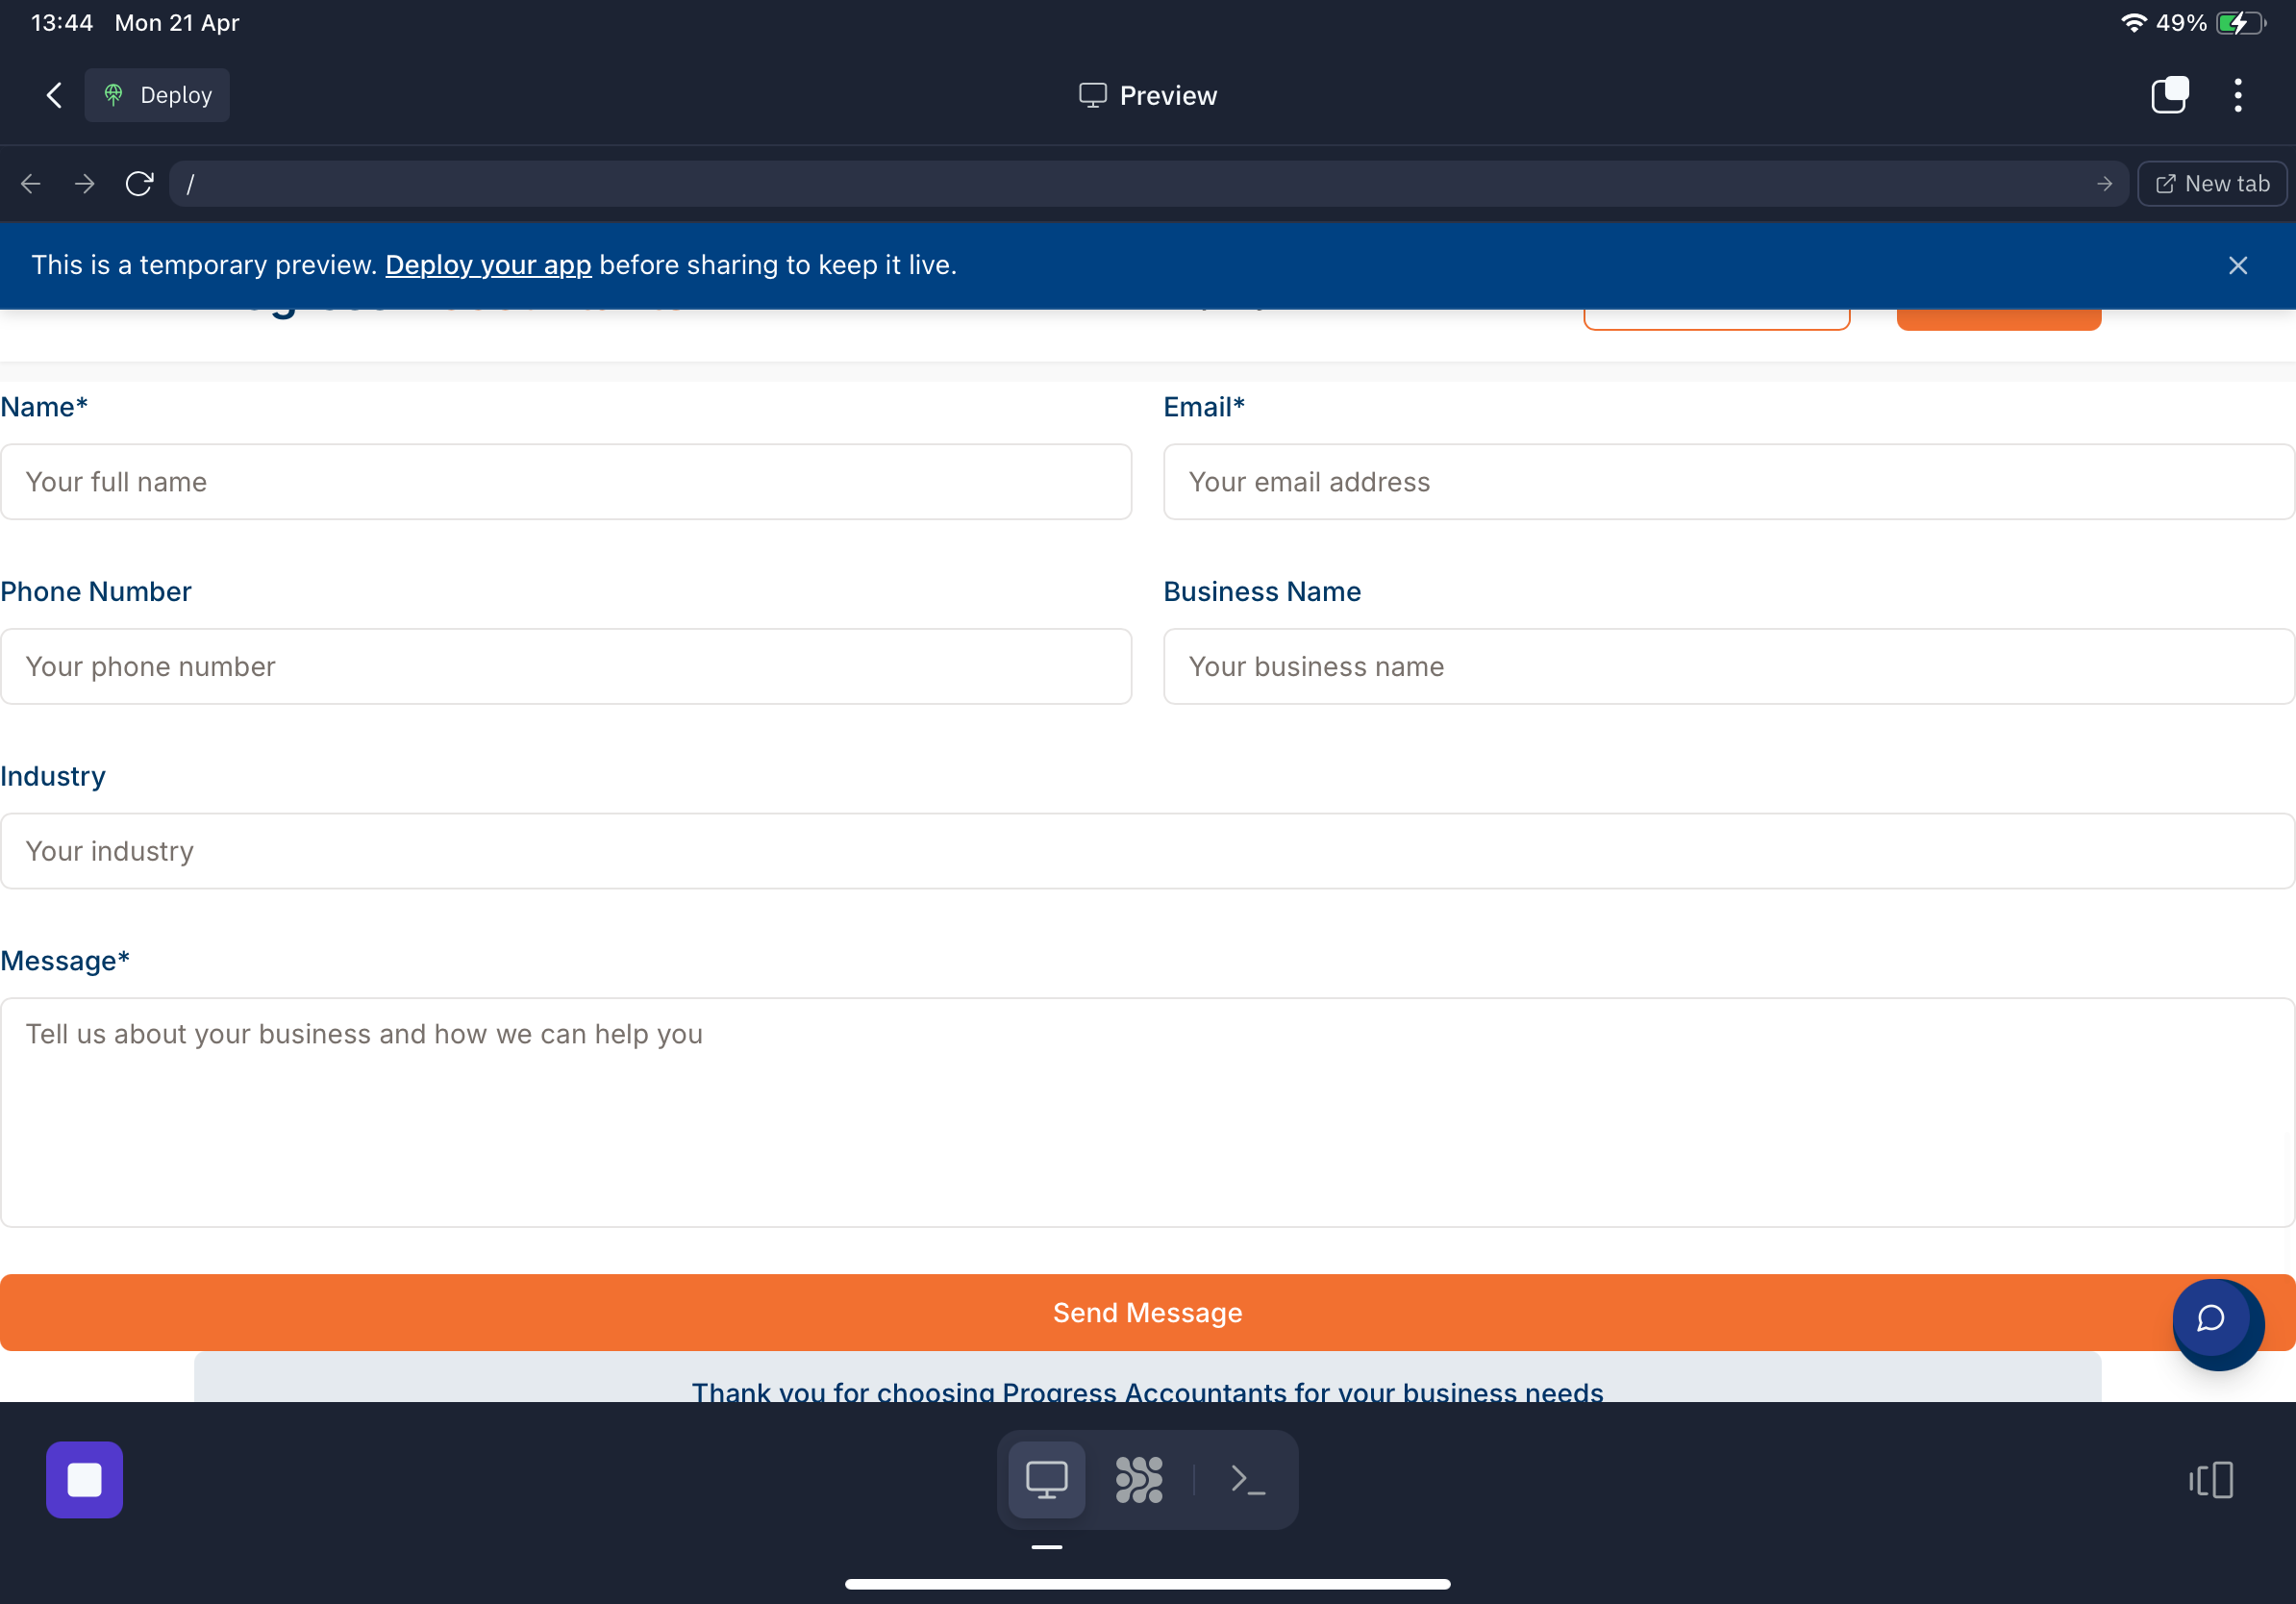 13:44 Mon 21 Apr 49%
Deploy Preview
/ New tab
This is a temporary preview. Deploy your app before sharing to keep it live.
Name* Email*
Your full name Your email address
Phone Number Business Name
Your phone number Your business name
Industry
Your industry
Message*
Tell us about your business and how we can help you
Send Message
Thank you for choosing Progress Accountants for your business needs